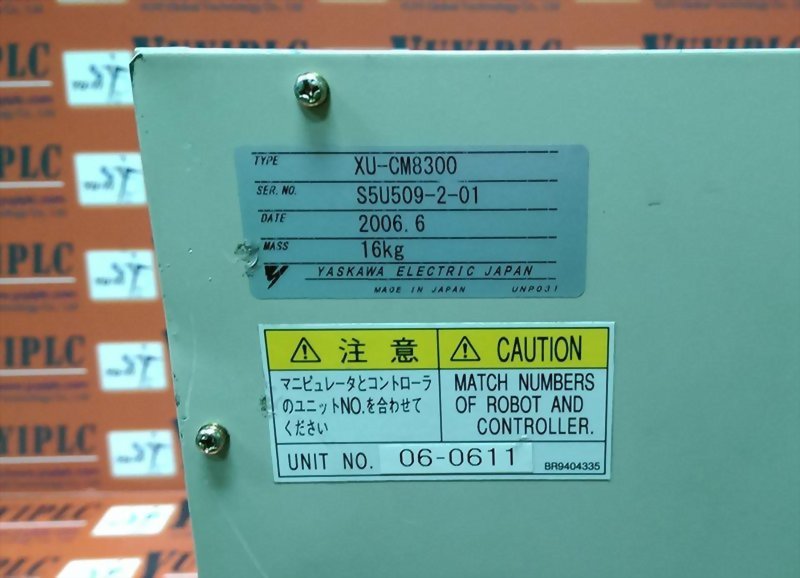 TYPE XU-CM8300
SER. NO. S5U509-2-01
DATE 2006.6
MASS 16kg
YASKAWA ELECTRIC JAPAN
MADE IN JAPAN UNP031
注意
マニピュレータとコントローラ
のユニットNO.を合わせて
ください
CAUTION
MATCH NUMBERS
OF ROBOT AND
CONTROLLER.
UNIT NO. 06-0611
BR9404335
YUNIPLC
YUNIPLC
YUNIPLC